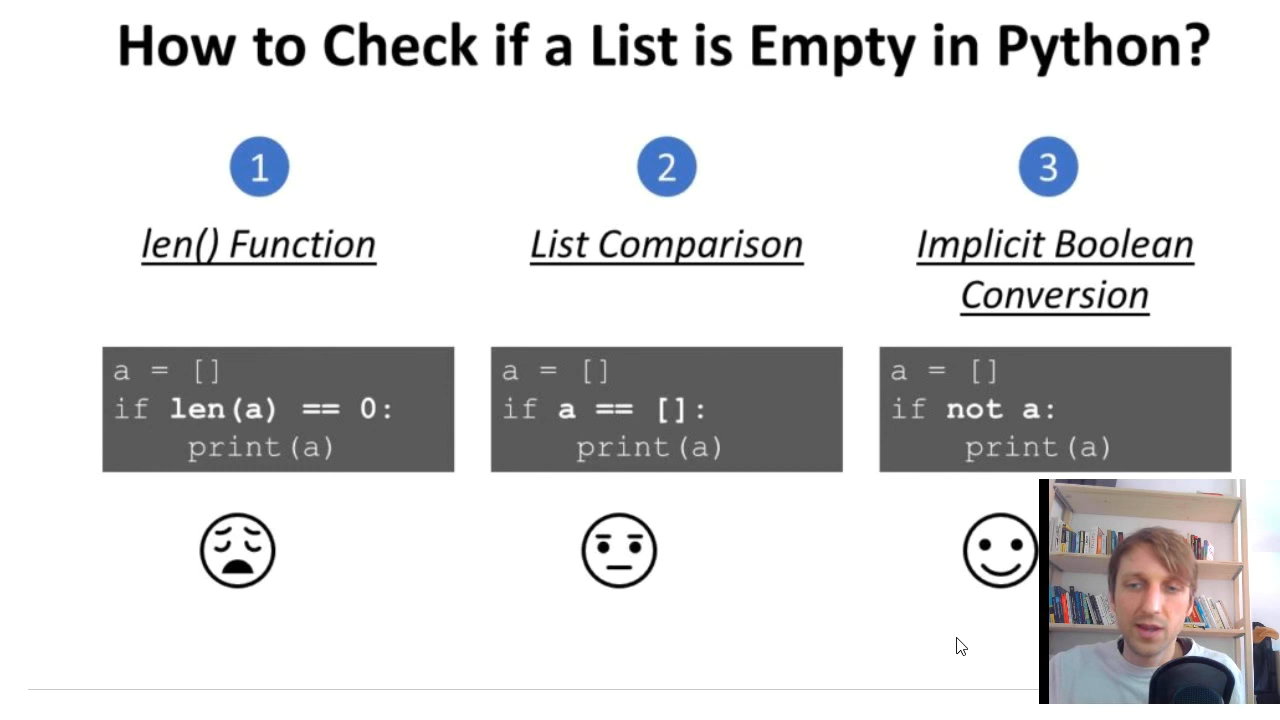 How to Check if a List is Empty in Python?
1
len() Function
a = []
if len(a) == 0:
    print(a)
2
List Comparison
a = []
if a == []:
    print(a)
3
Implicit Boolean
Conversion
a = []
if not a:
    print(a)